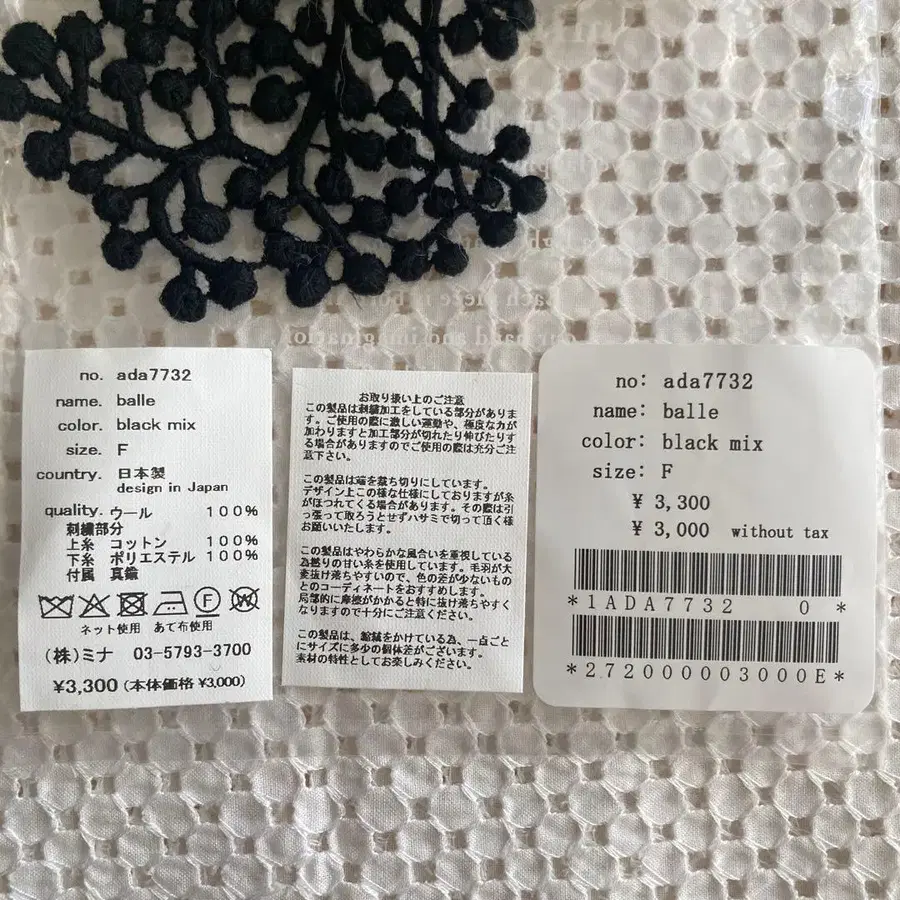 each piece is born
our hand and imagination
no. ada7732
name. balle
color. black mix
size. F
country. 日本製
design in Japan
quality. ウール 100%
刺繍部分
上糸 コットン 100%
下糸 ポリエステル 100%
付属 真鍮
ネット使用 あて布使用
(株)ミナ 03-5793-3700
¥3,300 (本体価格 ¥3,000)
お取り扱い上のご注意
この製品は刺繍加工をしている部分がありま
す。ご使用の際に激しい運動や、極度な力が
加わりますと加工部分が切れたり伸びたりす
る場合がありますのでご使用の際は充分ご注
意下さい。
この製品は端を裁ち切りにしています。
デザイン上この様な仕様にしておりますが糸
がほつれてくる場合があります。その際は引
っ張って取ろうとせずハサミで切って頂く様
お願いいたします。
この製品はやわらかな風合いを重視している
為撚りの甘い糸を使用しています。毛羽が大
変抜け落ちやすいので、色の差が少ないもの
とのコーディネートをおすすめします。
局部的に摩擦がかかると特に抜け落ちやすく
なりますので十分にご注意ください。
この製品は、縮絨をかけている為、一点ごと
にサイズに多少の個体差がございます。
素材の特性としてお楽しみください。
no: ada7732
name: balle
color: black mix
size: F
¥ 3,300
¥ 3,000 without tax
*1ADA7732 0 *
*272000003000E*